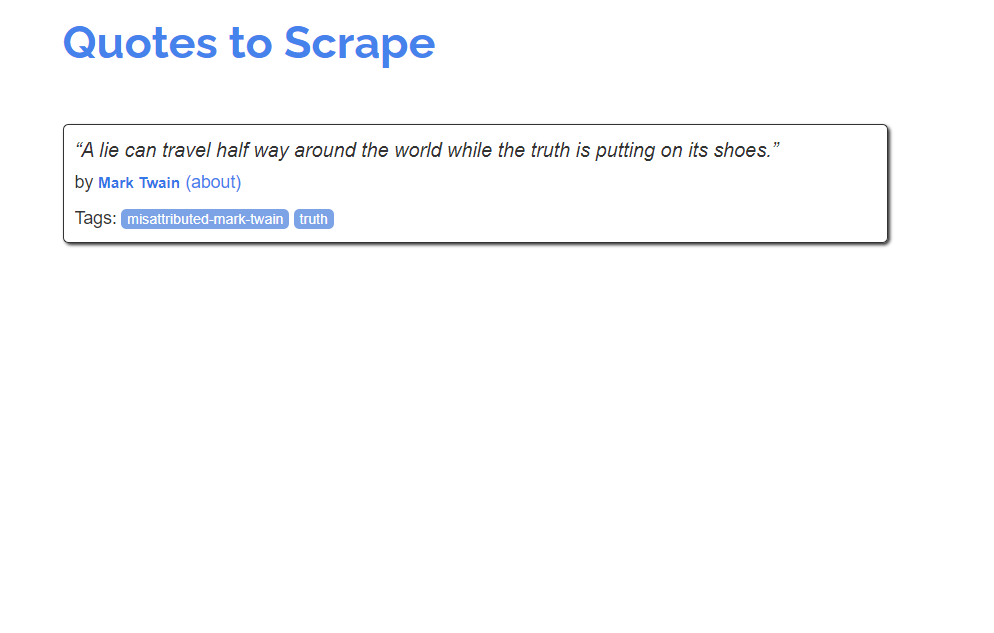 Quotes to Scrape
“A lie can travel half way around the world while the truth is putting on its shoes.”
by Mark Twain (about)
Tags: misattributed-mark-twain truth